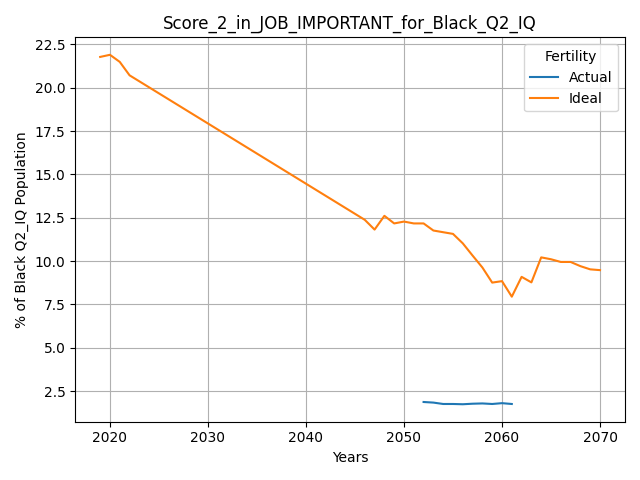 Score_2_in_JOB_IMPORTANT_for_Black_Q2_IQ
Fertility
Actual
Ideal
% of Black Q2_IQ Population
22.5
20.0
17.5
15.0
12.5
10.0
7.5
5.0
2.5
2020 2030 2040 2050 2060 2070
Years